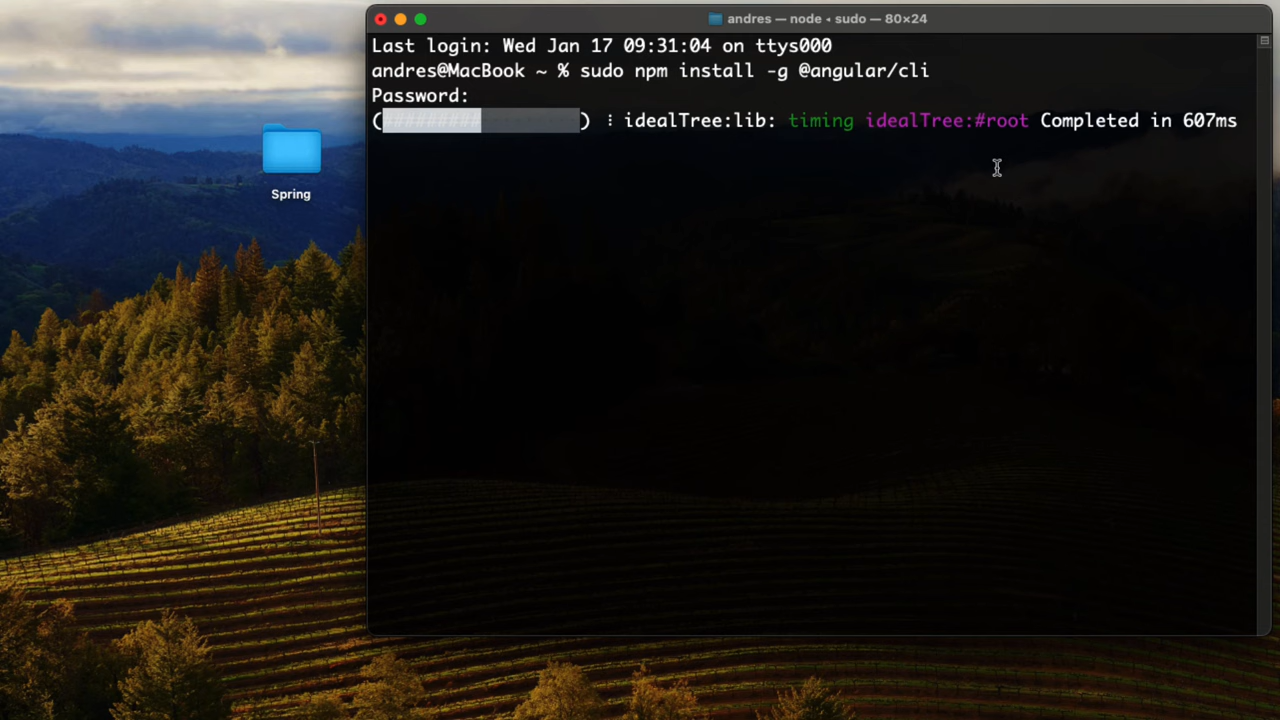 andres — node ◂ sudo — 80×24
Last login: Wed Jan 17 09:31:04 on ttys000
andres@MacBook ~ % sudo npm install -g @angular/cli
Password:
(#########) ⠸ idealTree:lib: timing idealTree:#root Completed in 607ms
Spring